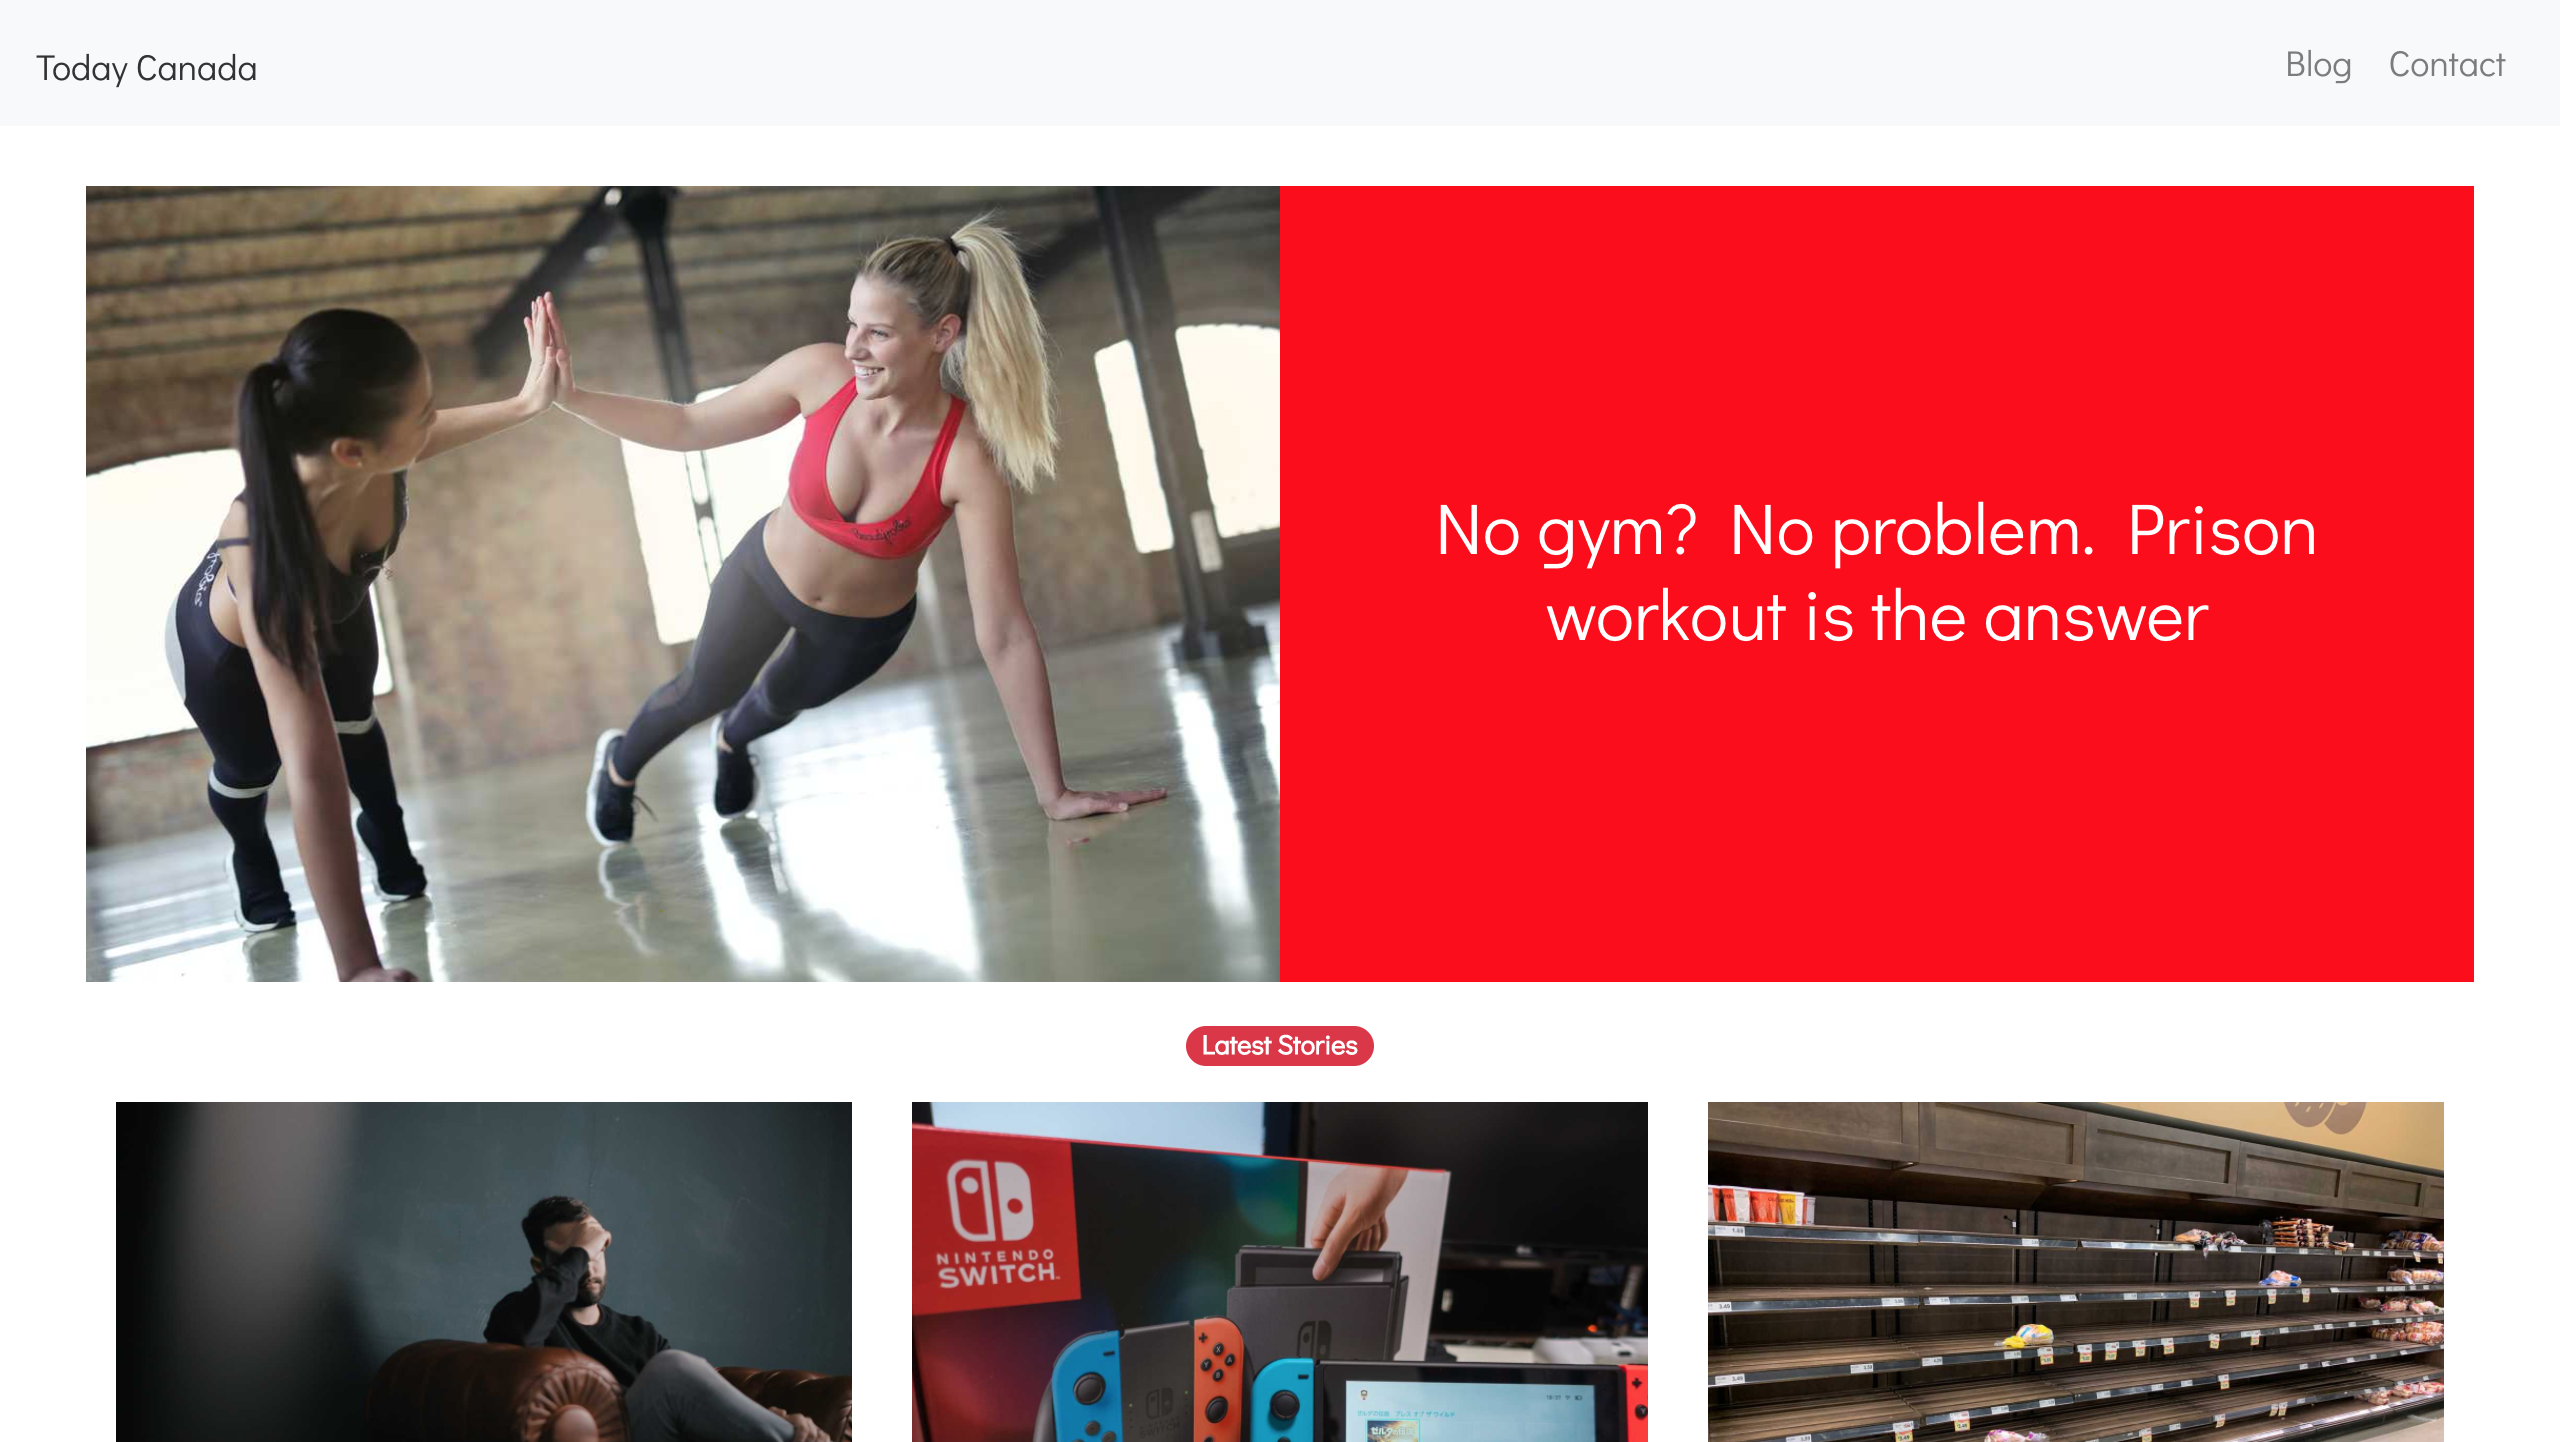 Today Canada
Blog
Contact
No gym? No problem. Prison
workout is the answer
Latest Stories
NINTENDO
SWITCH